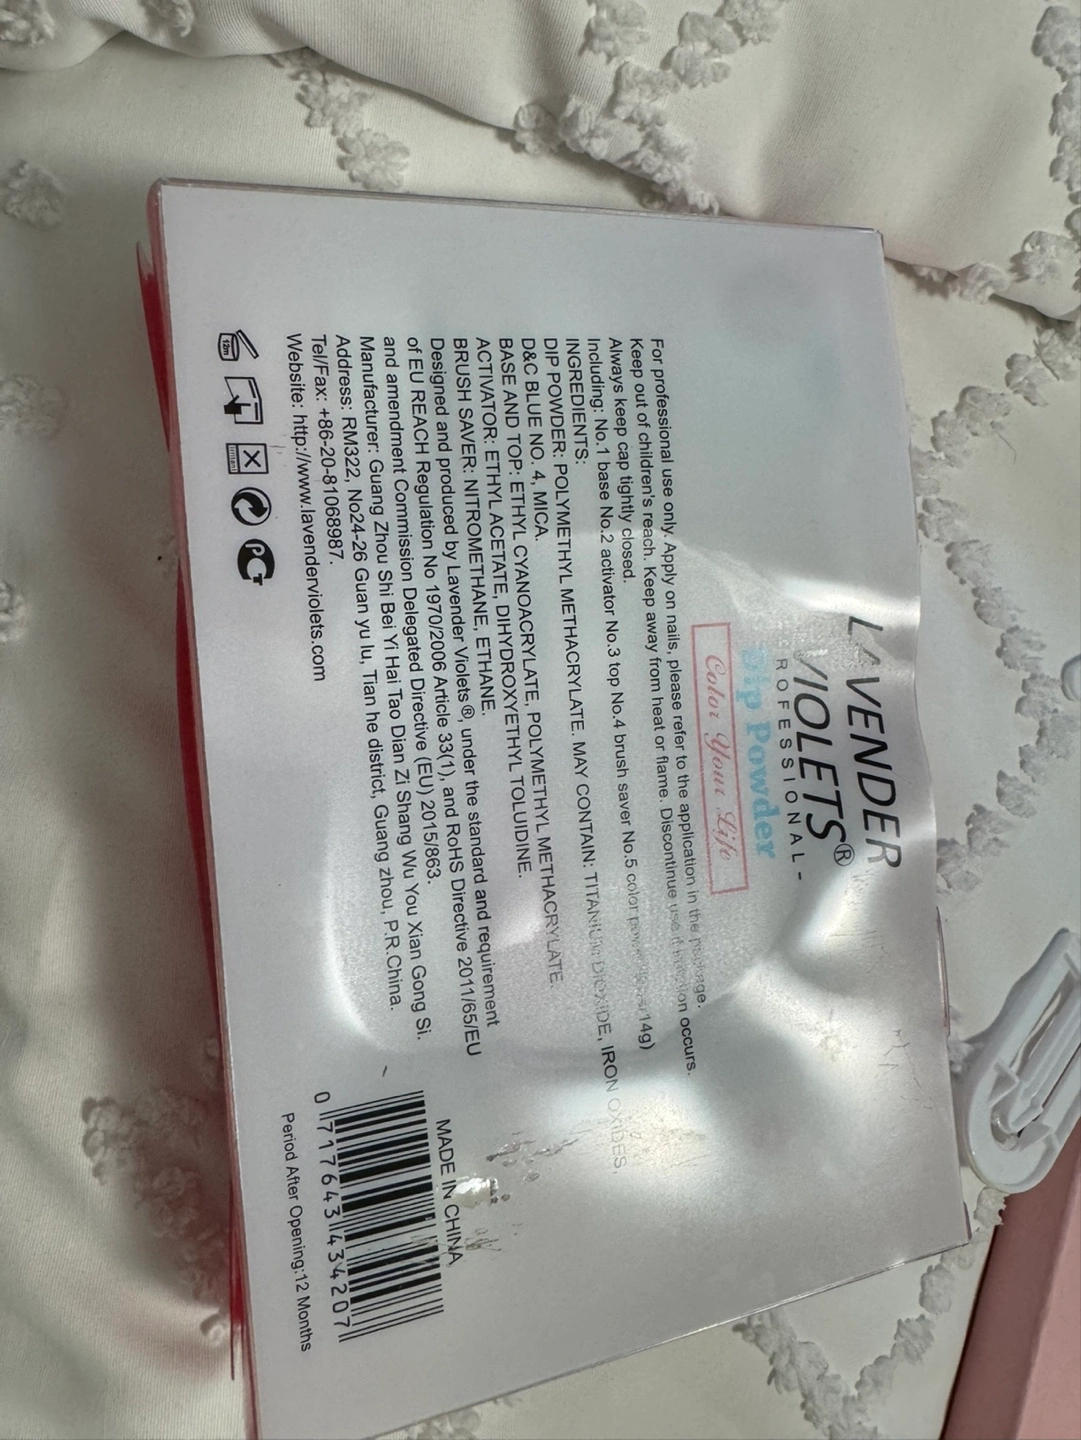 LAVENDER
VIOLETS®
ROFESSIONAL-
Dip Powder
Color Your Life
For professional use only. Apply on nails, please refer to the application in the package.
Keep out of children's reach. Keep away from heat or flame. Discontinue use if occurs.
Always keep cap tightly closed.
Including: No.1 base No.2 activator No.3 top No.4 brush saver No.5 color 14g)
INGREDIENTS:
DIP POWDER: POLYMETHYL METHACRYLATE. MAY CONTAIN: TITANIUM DIOXIDE, IRON OXIDES,
D&C BLUE NO. 4, MICA.
BASE AND TOP: ETHYL CYANOACRYLATE, POLYMETHYL METHACRYLATE.
ACTIVATOR: ETHYL ACETATE, DIHYDROXYETHYL TOLUIDINE.
BRUSH SAVER: NITROMETHANE, ETHANE.
Designed and produced by Lavender Violets ®, under the standard and requirement
of EU REACH Regulation No 1970/2006 Article 33(1), and RoHS Directive 2011/65/EU
and amendment Commission Delegated Directive (EU) 2015/863.
Manufacturer: Guang Zhou Shi Bei Yi Hai Tao Dian Zi Shang Wu You Xian Gong Si.
Address: RM322, No24-26 Guan yu lu, Tian he district, Guang zhou, P.R.China.
Tel/Fax: +86-20-81068987.
Website: http://www.lavenderviolets.com
12m
MADE IN CHINA
0 717643 434207
Period After Opening:12 Months